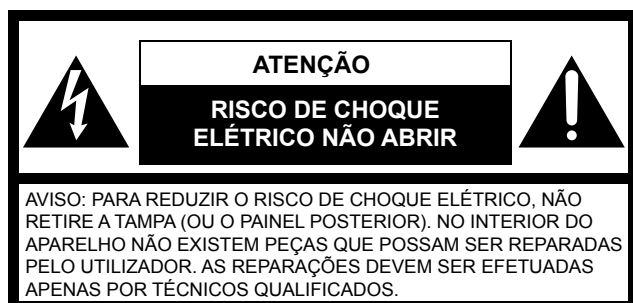 ATENÇÃO
RISCO DE CHOQUE
ELÉTRICO NÃO ABRIR
AVISO: PARA REDUZIR O RISCO DE CHOQUE ELÉTRICO, NÃO
RETIRE A TAMPA (OU O PAINEL POSTERIOR). NO INTERIOR DO
APARELHO NÃO EXISTEM PEÇAS QUE POSSAM SER REPARADAS
PELO UTILIZADOR. AS REPARAÇÕES DEVEM SER EFETUADAS
APENAS POR TÉCNICOS QUALIFICADOS.